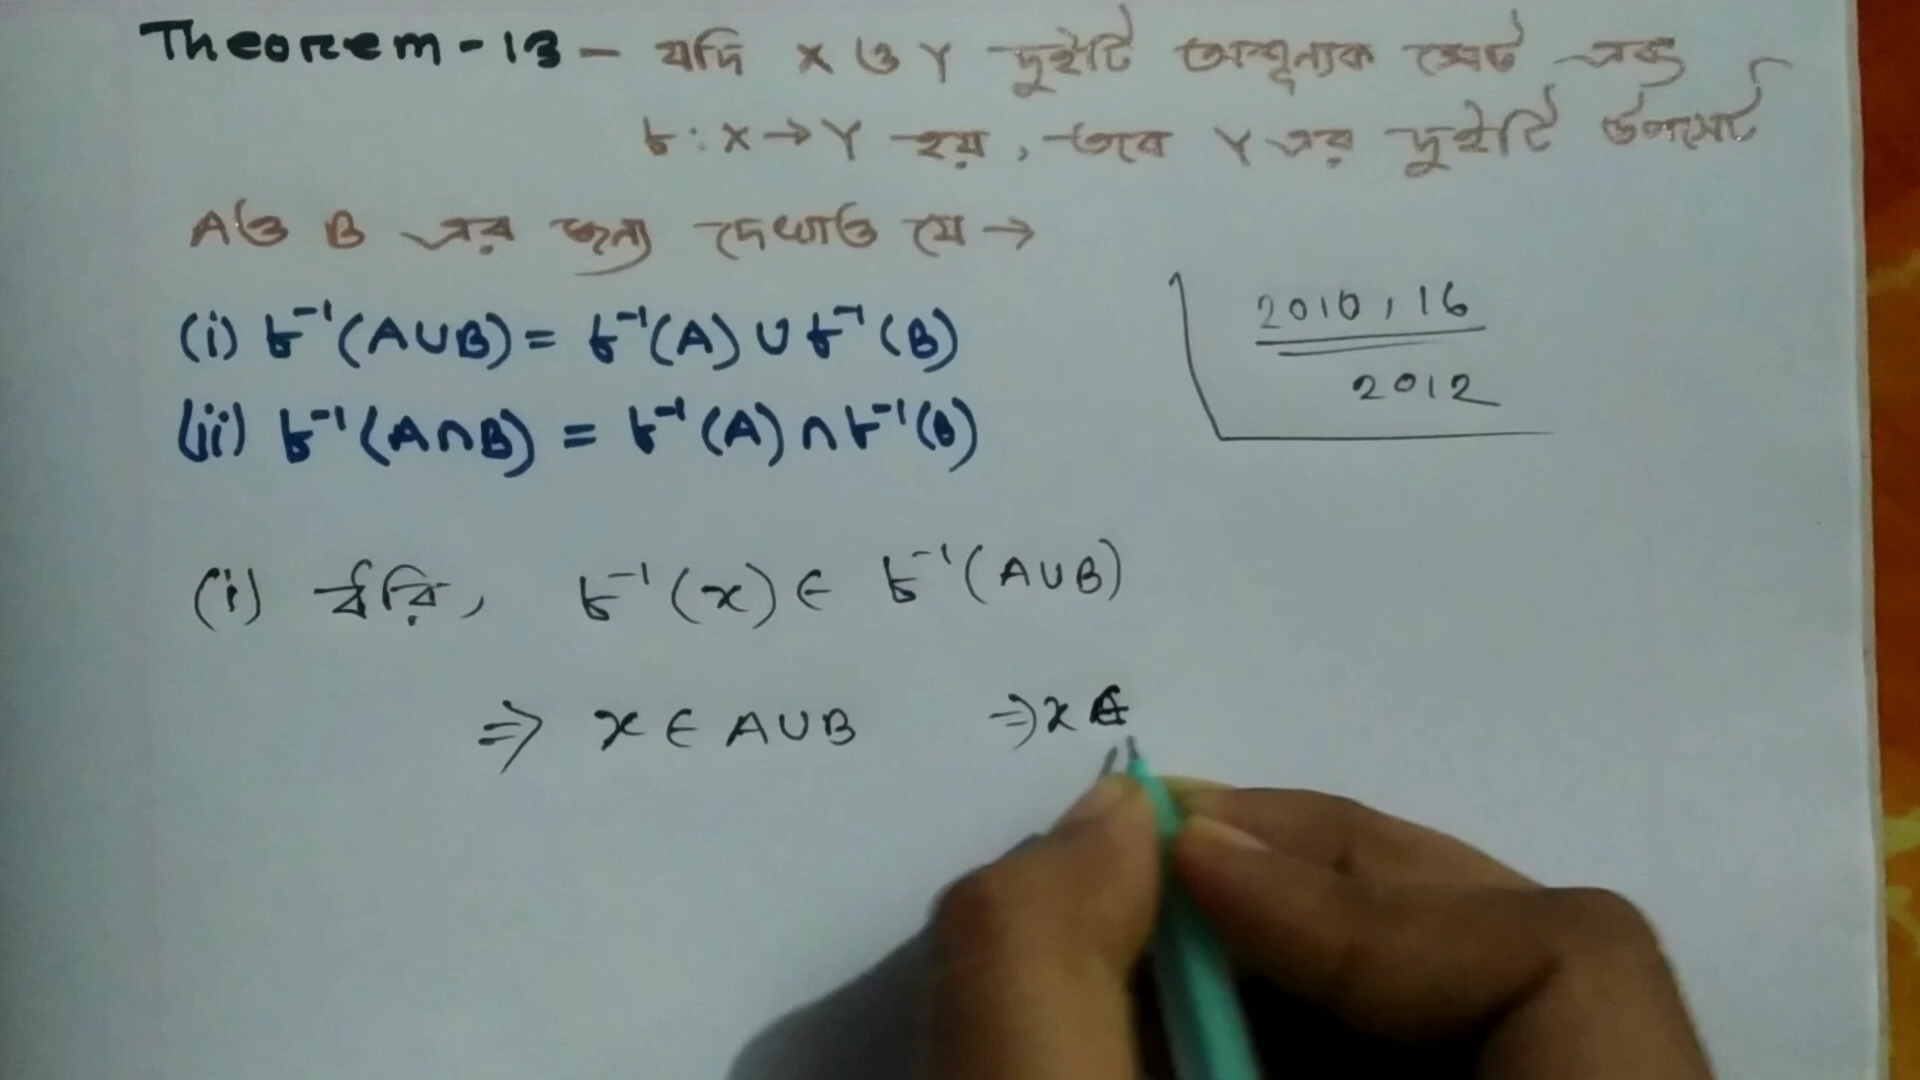 Theorem-13 – যদি X ও Y দুইটি অশূন্যক সেট এবং
f : X → Y হয়, তবে Y এর দুইটি উপসেট
A ও B এর জন্য দেখাও যে →
(i) f⁻¹(A∪B) = f⁻¹(A) ∪ f⁻¹(B)
(ii) f⁻¹(A∩B) = f⁻¹(A) ∩ f⁻¹(B)
2010, 16
2012
(i) ধরি, f⁻¹(x) ∈ f⁻¹(A∪B)
⇒ x ∈ A∪B ⇒ x ∈